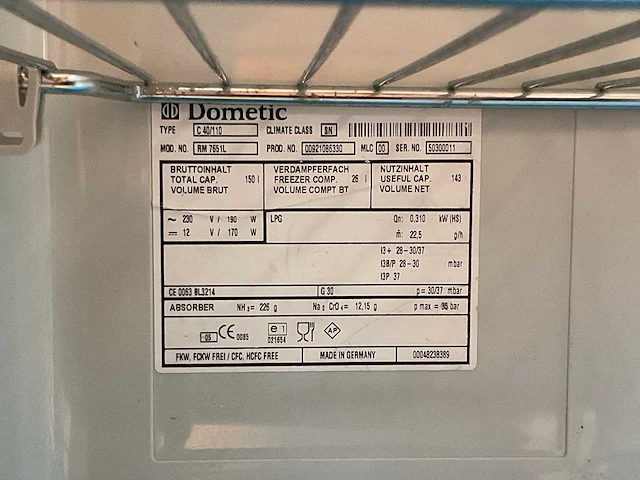 Dometic
TYPE C 40/110 CLIMATE CLASS SN
MOD. NO. RM 7651L PROD. NO. 00921086330 MLC 00 SER. NO. 50300011
BRUTTOINHALT VERDAMPFERFACH NUTZINHALT
TOTAL CAP. 150 l FREEZER COMP. 26 l USEFUL CAP. 143
VOLUME BRUT VOLUME COMPT BT VOLUME NET
~ 230 V / 190 W LPG Qn: 0,310 kW (HS)
⎓ 12 V / 170 W ṁ: 22,5 g/h
I3+ 28-30/37
I3B/P 28-30 mbar
I3P 37
CE 0063 BL3214 G 30 p = 30/37 mbar
ABSORBER NH3= 226 g Na2 CrO4= 12,15 g p max = 35 bar
05 CE 0085 e1 021654 AP
FKW, FCKW FREI / CFC, HCFC FREE MADE IN GERMANY 00048238389